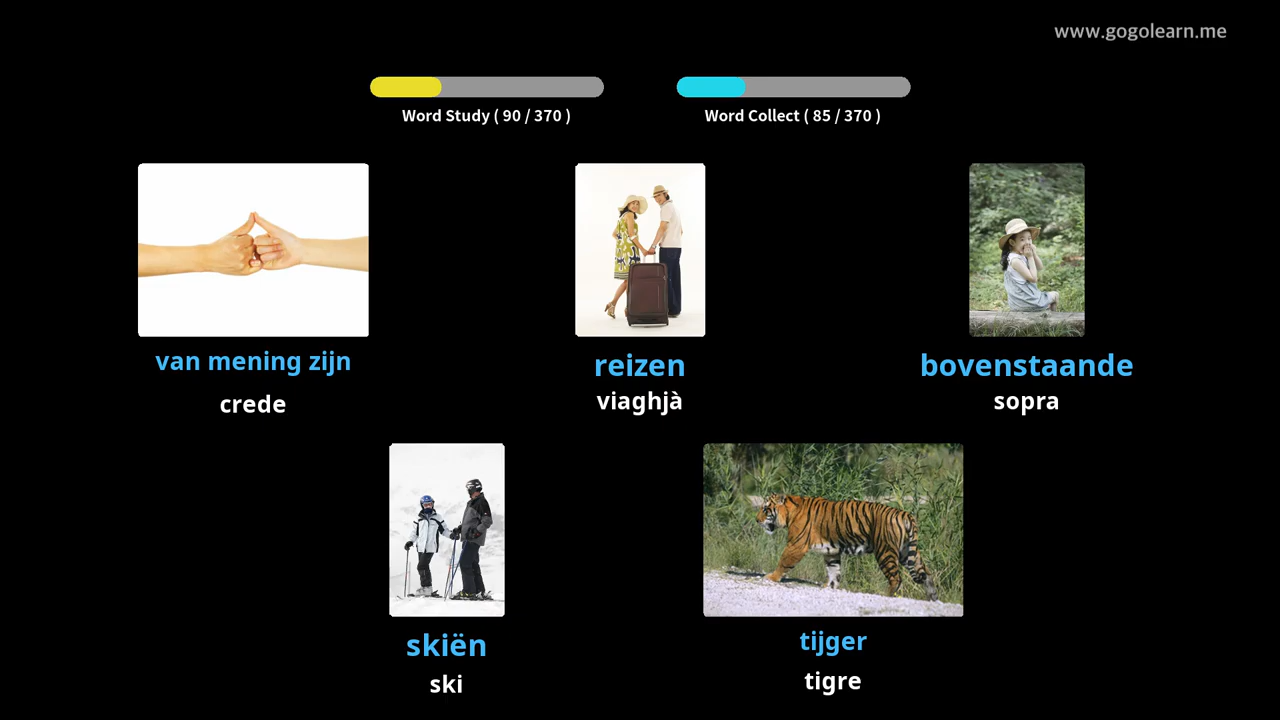 www.gogolearn.me
Word Study ( 90 / 370 )
Word Collect ( 85 / 370 )
van mening zijn
crede
reizen
viaghjà
bovenstaande
sopra
skiën
ski
tijger
tigre